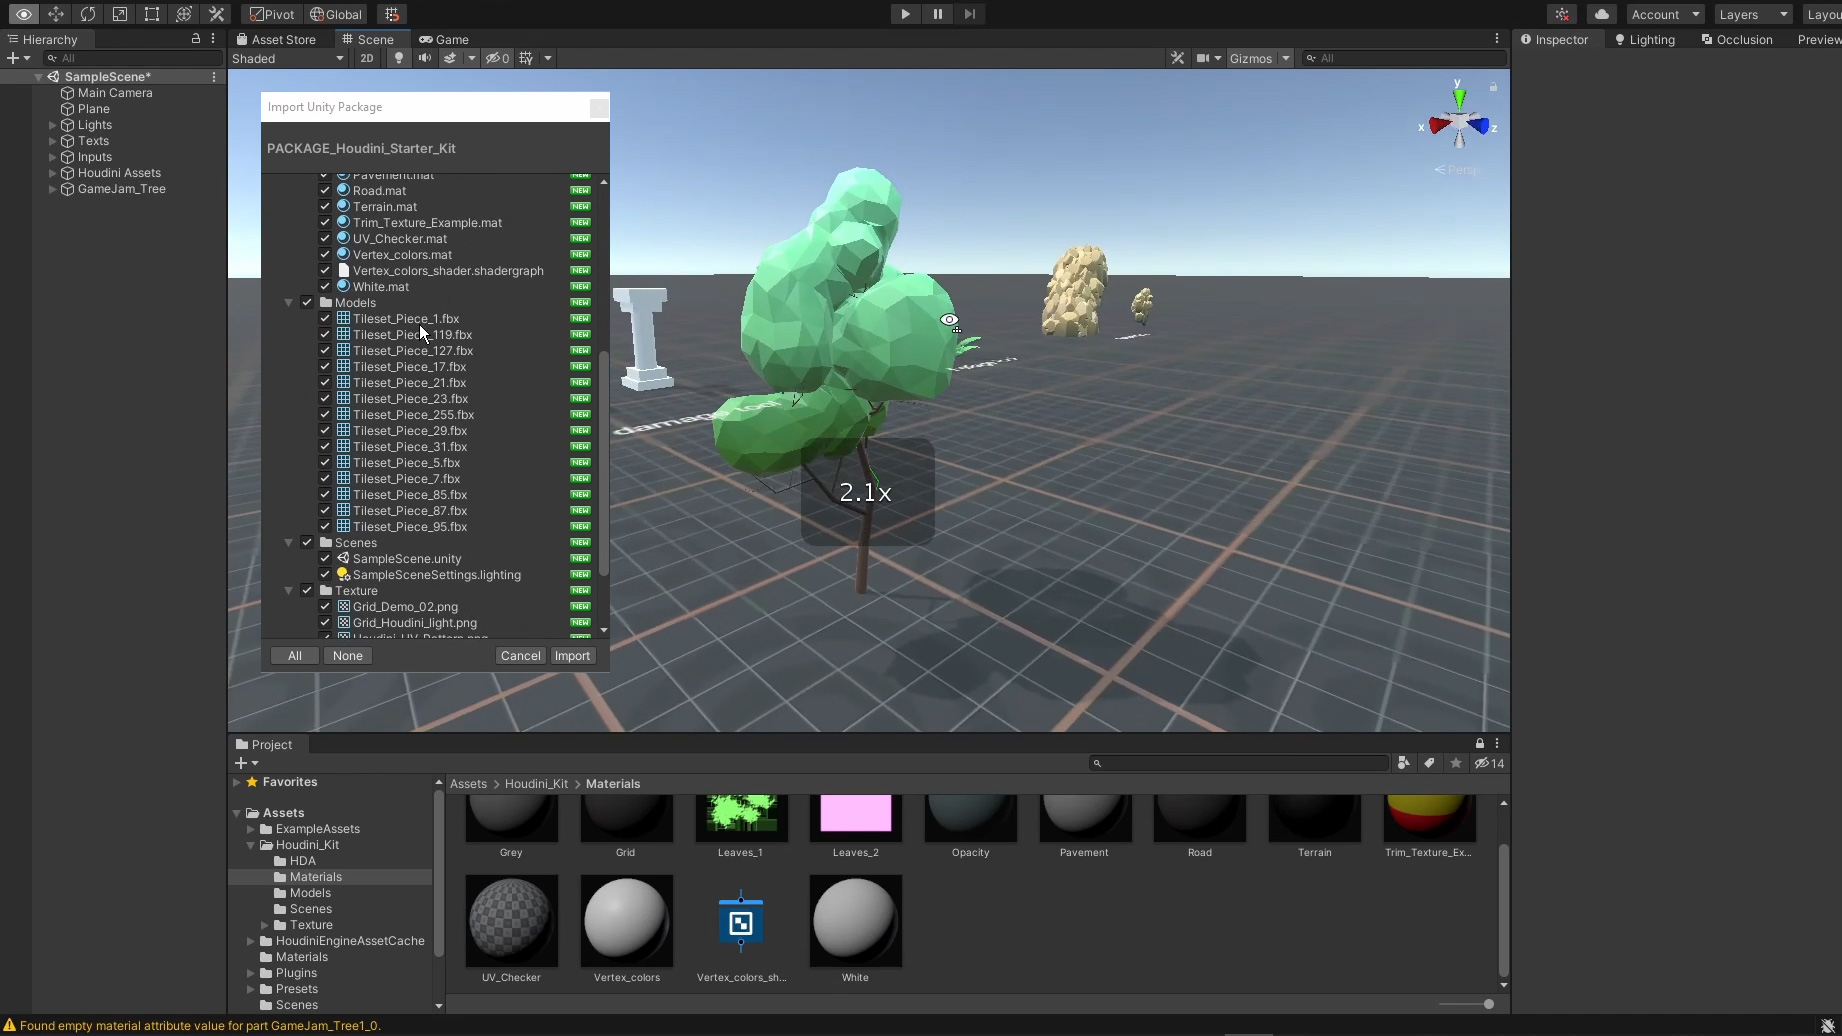 Pivot
Global
Account
Layers
Layou
Hierarchy
Asset Store
Scene
Game
Inspector
Lighting
Occlusion
Preview
All
Shaded
2D
0
Gizmos
All
SampleScene*
Main Camera
Plane
Lights
Texts
Inputs
Houdini Assets
GameJam_Tree
Import Unity Package
PACKAGE_Houdini_Starter_Kit
Pavement.mat NEW
Road.mat NEW
Terrain.mat NEW
Trim_Texture_Example.mat NEW
UV_Checker.mat NEW
Vertex_colors.mat NEW
Vertex_colors_shader.shadergraph NEW
White.mat NEW
Models NEW
Tileset_Piece_1.fbx NEW
Tileset_Piece_119.fbx NEW
Tileset_Piece_127.fbx NEW
Tileset_Piece_17.fbx NEW
Tileset_Piece_21.fbx NEW
Tileset_Piece_23.fbx NEW
Tileset_Piece_255.fbx NEW
Tileset_Piece_29.fbx NEW
Tileset_Piece_31.fbx NEW
Tileset_Piece_5.fbx NEW
Tileset_Piece_7.fbx NEW
Tileset_Piece_85.fbx NEW
Tileset_Piece_87.fbx NEW
Tileset_Piece_95.fbx NEW
Scenes NEW
SampleScene.unity NEW
SampleSceneSettings.lighting NEW
Texture NEW
Grid_Demo_02.png NEW
Grid_Houdini_light.png NEW
Houdini_UV_Pattern.png NEW
All
None
Cancel
Import
y
x
z
Persp
damage tool
2.1x
Project
14
Favorites
Assets
ExampleAssets
Houdini_Kit
HDA
Materials
Models
Scenes
Texture
HoudiniEngineAssetCache
Materials
Plugins
Presets
Scenes
Assets > Houdini_Kit > Materials
Grey
Grid
Leaves_1
Leaves_2
Opacity
Pavement
Road
Terrain
Trim_Texture_Ex...
UV_Checker
Vertex_colors
Vertex_colors_sh...
White
Found empty material attribute value for part GameJam_Tree1_0.